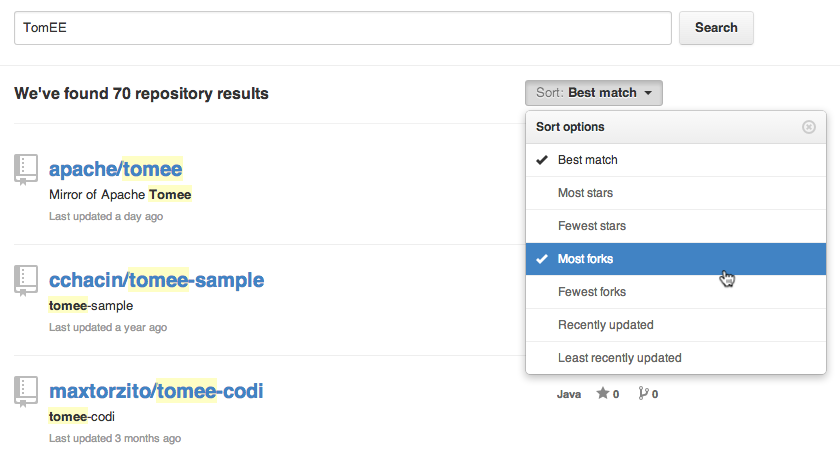 TomEE
Search
We've found 70 repository results
Sort: Best match
Sort options
Best match
Most stars
Fewest stars
Most forks
Fewest forks
Recently updated
Least recently updated
apache/tomee
Mirror of Apache Tomee
Last updated a day ago
cchacin/tomee-sample
tomee-sample
Last updated a year ago
maxtorzito/tomee-codi
Java 0 0
tomee-codi
Last updated 3 months ago